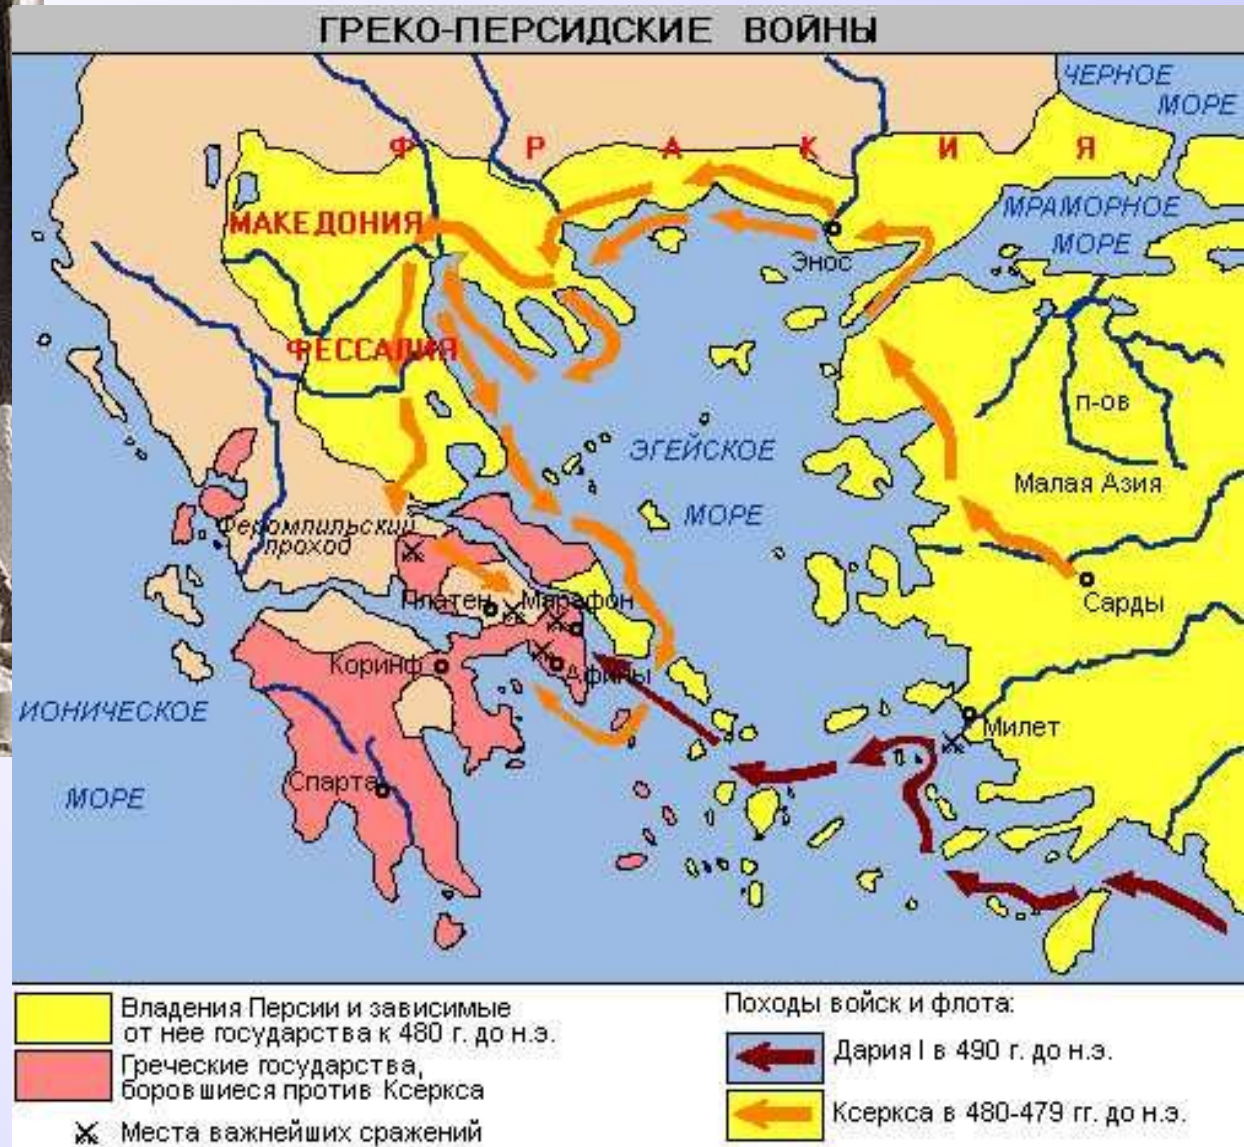 ГРЕКО-ПЕРСИДСКИЕ ВОЙНЫ
ЧЕРНОЕ
МОРЕ
Ф Р А К И Я
МРАМОРНОЕ
МОРЕ
МАКЕДОНИЯ
Энос
ФЕССАЛИЯ
п-ов
Малая Азия
ЭГЕЙСКОЕ
МОРЕ
Феромпильский
проход
Платеи
Марафон
Сарды
Коринф
Афины
ИОНИЧЕСКОЕ
МОРЕ
Милет
Спарта
Владения Персии и зависимые
от нее государства к 480 г. до н.э.
Греческие государства,
боровшиеся против Ксеркса
Места важнейших сражений
Походы войск и флота:
Дария I в 490 г. до н.э.
Ксеркса в 480-479 гг. до н.э.